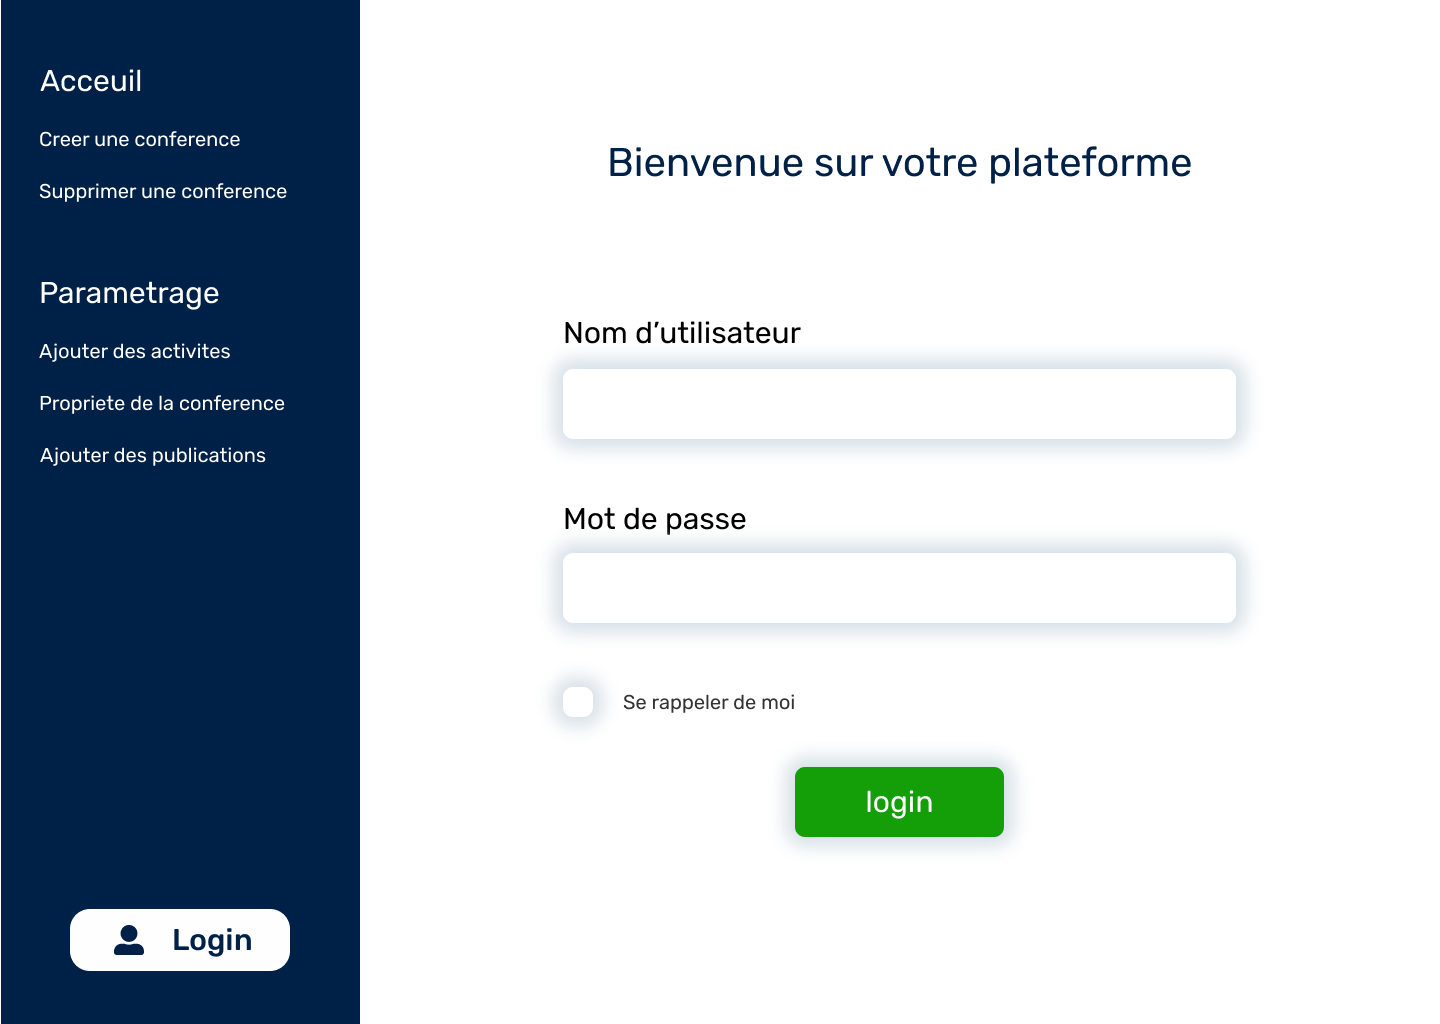 Acceuil
Creer une conference
Supprimer une conference
Parametrage
Ajouter des activites
Propriete de la conference
Ajouter des publications
Login
Bienvenue sur votre plateforme
Nom d’utilisateur
Mot de passe
Se rappeler de moi
login